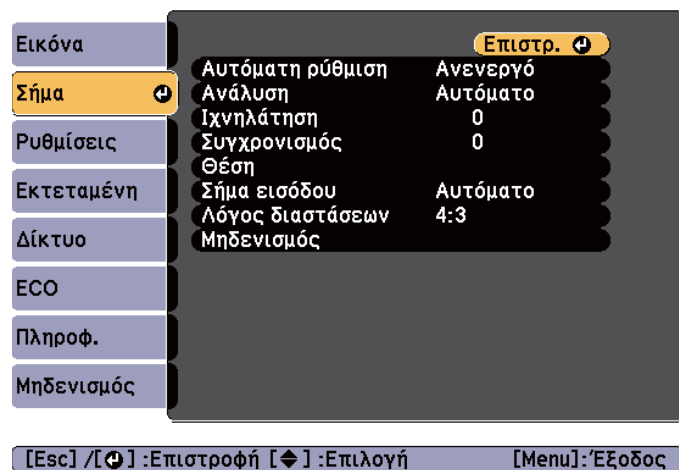 Εικόνα
Σήμα
Ρυθμίσεις
Εκτεταμένη
Δίκτυο
ECO
Πληροφ.
Μηδενισμός
Επιστρ.
Αυτόματη ρύθμιση Ανενεργό
Ανάλυση Αυτόματο
Ιχνηλάτηση 0
Συγχρονισμός 0
Θέση
Σήμα εισόδου Αυτόματο
Λόγος διαστάσεων 4:3
Μηδενισμός
[Esc] /[ ] :Επιστροφή [ ] :Επιλογή [Menu]:Έξοδος